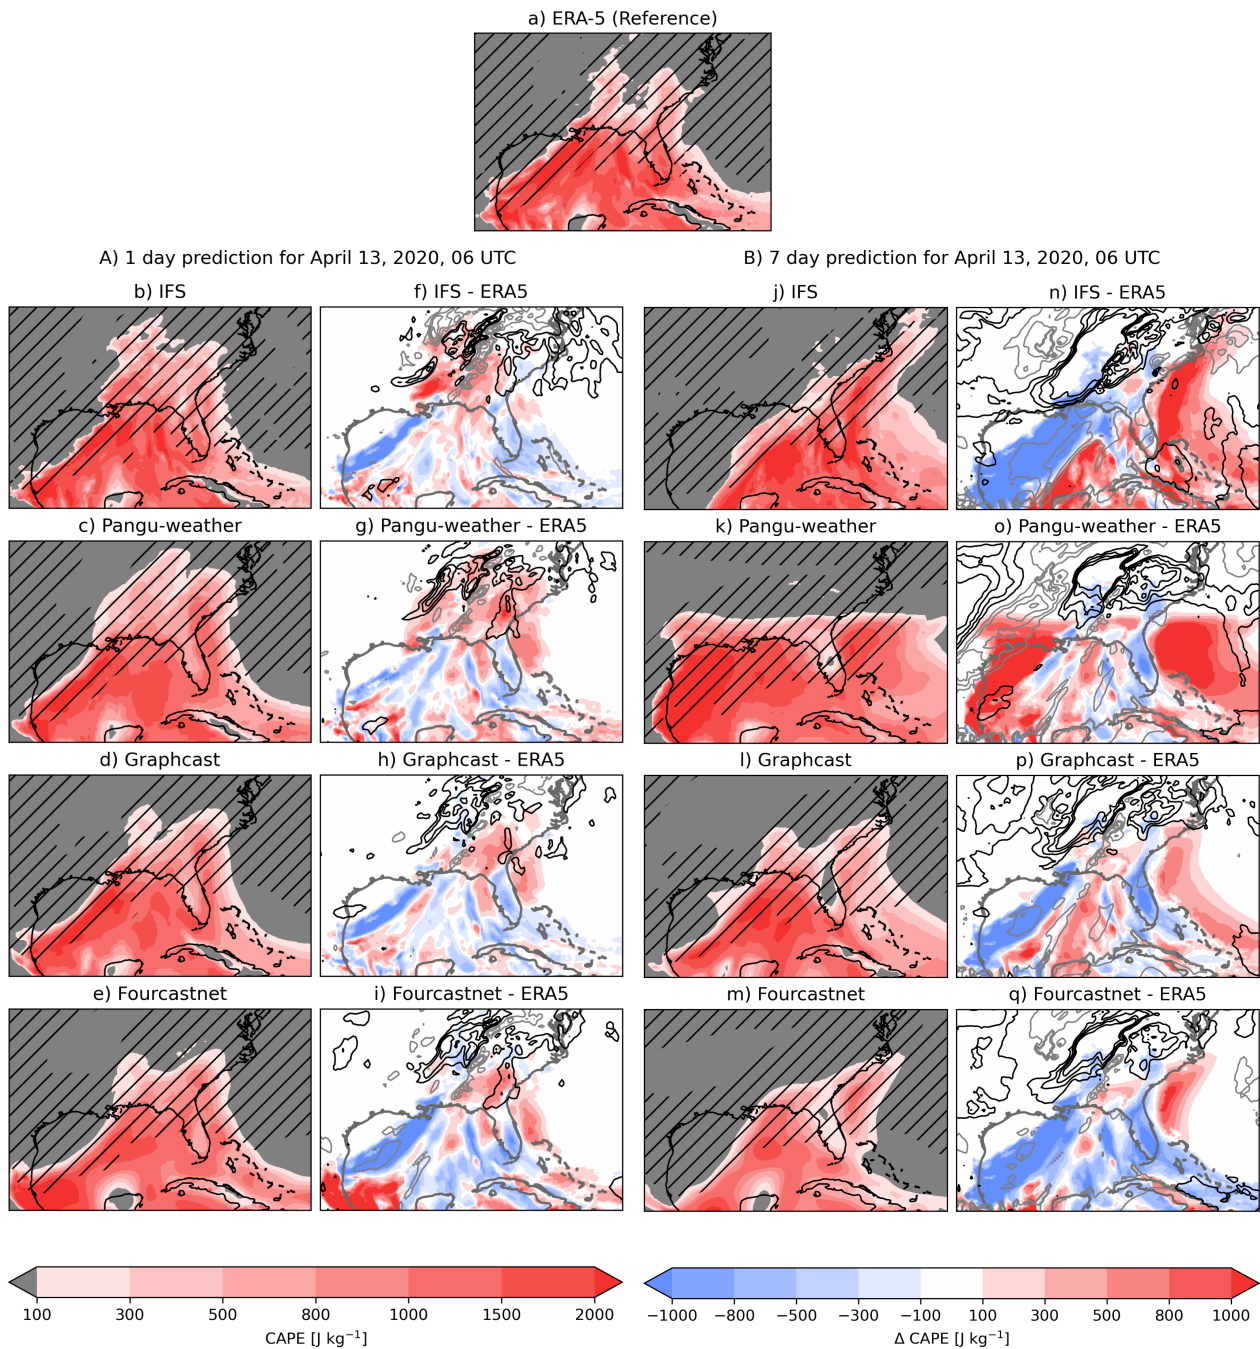 a) ERA-5 (Reference)
A) 1 day prediction for April 13, 2020, 06 UTC
B) 7 day prediction for April 13, 2020, 06 UTC
b) IFS
f) IFS - ERA5
j) IFS
n) IFS - ERA5
c) Pangu-weather
g) Pangu-weather - ERA5
k) Pangu-weather
o) Pangu-weather - ERA5
d) Graphcast
h) Graphcast - ERA5
l) Graphcast
p) Graphcast - ERA5
e) Fourcastnet
i) Fourcastnet - ERA5
m) Fourcastnet
q) Fourcastnet - ERA5
100 300 500 800 1000 1500 2000
CAPE [J kg⁻¹]
−1000 −800 −500 −300 −100 100 300 500 800 1000
Δ CAPE [J kg⁻¹]